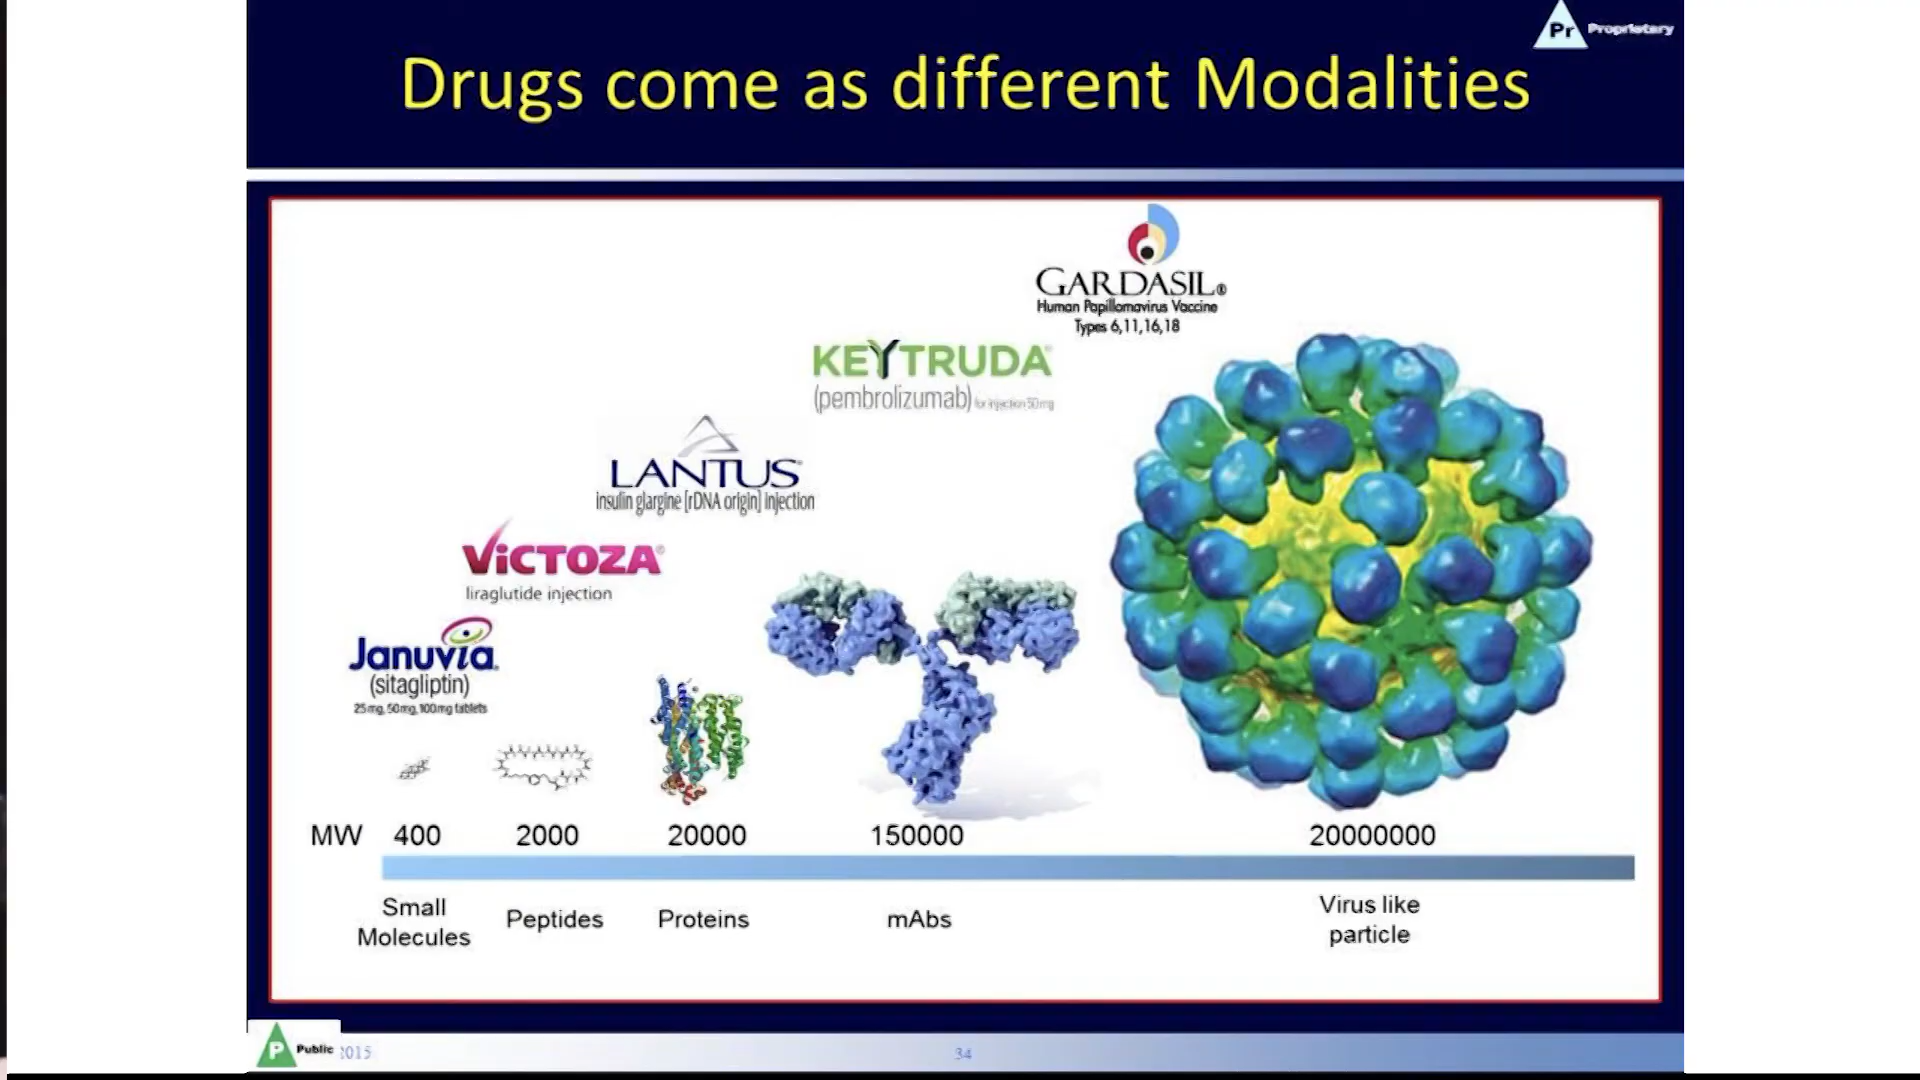 Pr Proprietary
Drugs come as different Modalities
GARDASIL®
Human Papillomavirus Vaccine
Types 6,11,16,18
KEYTRUDA®
(pembrolizumab) for injection 50 mg
LANTUS®
insulin glargine [rDNA origin] injection
VICTOZA®
liraglutide injection
Januvia®
(sitagliptin)
25 mg, 50 mg, 100 mg tablets
MW 400 2000 20000 150000 20000000
Small Molecules
Peptides
Proteins
mAbs
Virus like
particle
P Public 2015
34